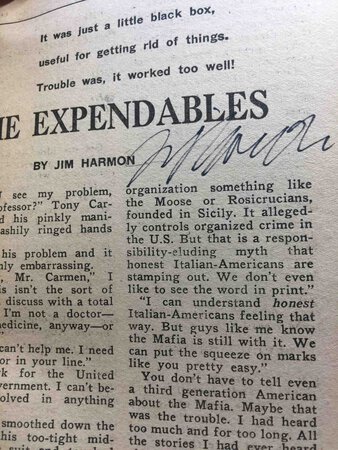 It was just a little black box,
useful for getting rid of things.
Trouble was, it worked too well!
EXPENDABLES
BY JIM HARMON
see my problem,
ofessor?" Tony Car-
his pinkly mani-
ashily ringed hands
his problem and it
nly embarrassing.
Mr. Carmen," I
isn't the sort of
discuss with a total
I'm not a doctor—
medicine, anyway—or
can't help me. I need
or in your line."
rk for the United
vernment. I can't be-
olved in anything
smoothed down the
his too-tight mid-
organization something like
the Moose or Rosicrucians,
founded in Sicily. It alleged-
ly controls organized crime in
the U.S. But that is a respon-
sibility-eluding myth that
honest Italian-Americans are
stamping out. We don't even
like to see the word in print."
"I can understand honest
Italian-Americans feeling that
way. But guys like me know
the Mafia is still with it. We
can put the squeeze on marks
like you pretty easy."
You don't have to tell even
a third generation American
about the Mafia. Maybe that
was the trouble. I had heard
too much and for too long. All
the stories I had ever heard